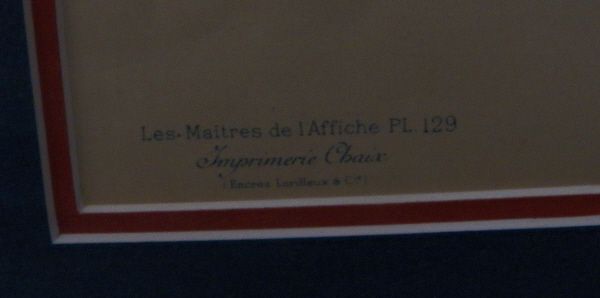 Les Maitres de l'Affiche PL. 129
Imprimerie Chaix
(Encres Lorilleux & Cie)